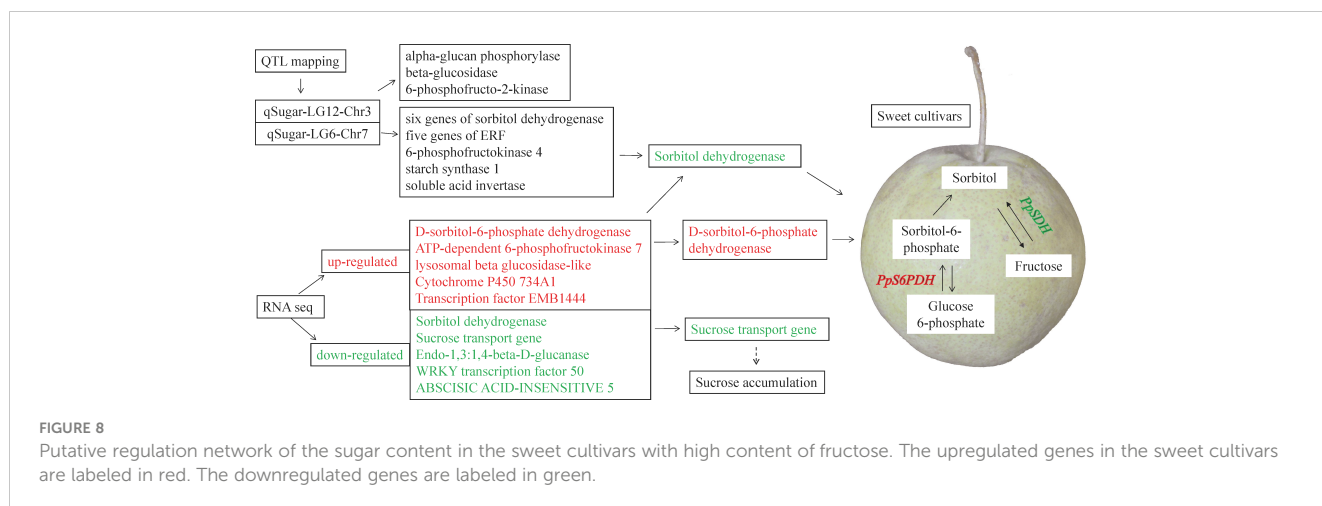 QTL mapping
qSugar-LG12-Chr3
qSugar-LG6-Chr7
alpha-glucan phosphorylase
beta-glucosidase
6-phosphofructo-2-kinase
six genes of sorbitol dehydrogenase
five genes of ERF
6-phosphofructokinase 4
starch synthase 1
soluble acid invertase
Sorbitol dehydrogenase
RNA seq
up-regulated
down-regulated
D-sorbitol-6-phosphate dehydrogenase
ATP-dependent 6-phosphofructokinase 7
lysosomal beta glucosidase-like
Cytochrome P450 734A1
Transcription factor EMB1444
Sorbitol dehydrogenase
Sucrose transport gene
Endo-1,3:1,4-beta-D-glucanase
WRKY transcription factor 50
ABSCISIC ACID-INSENSITIVE 5
D-sorbitol-6-phosphate
dehydrogenase
Sucrose transport gene
Sucrose accumulation
Sweet cultivars
Sorbitol
PpSDH
Sorbitol-6-
phosphate
Fructose
PpS6PDH
Glucose
6-phosphate
FIGURE 8
Putative regulation network of the sugar content in the sweet cultivars with high content of fructose. The upregulated genes in the sweet cultivars
are labeled in red. The downregulated genes are labeled in green.